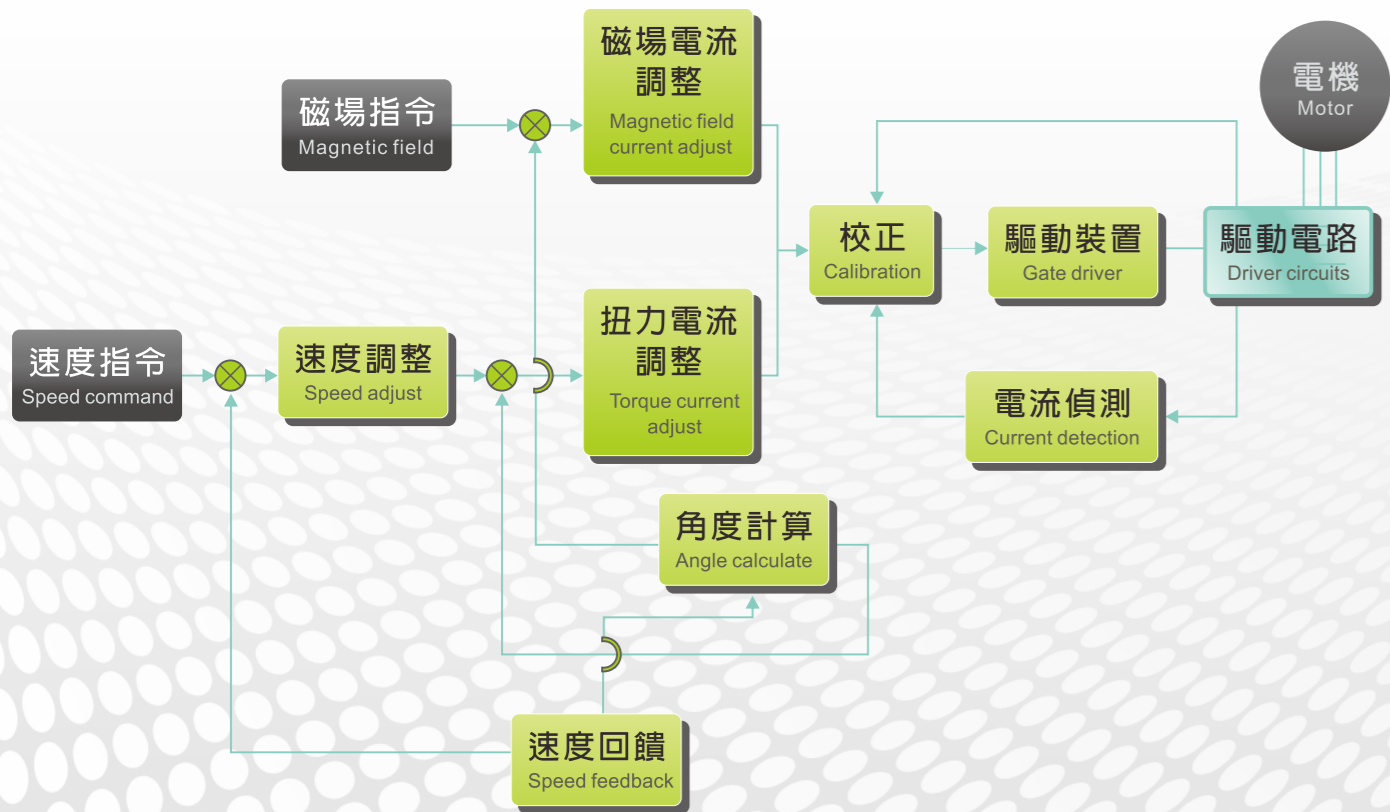 磁場電流
調整
Magnetic field
current adjust
電機
Motor
磁場指令
Magnetic field
校正
Calibration
驅動裝置
Gate driver
驅動電路
Driver circuits
速度指令
Speed command
速度調整
Speed adjust
扭力電流
調整
Torque current
adjust
電流偵測
Current detection
角度計算
Angle calculate
速度回饋
Speed feedback